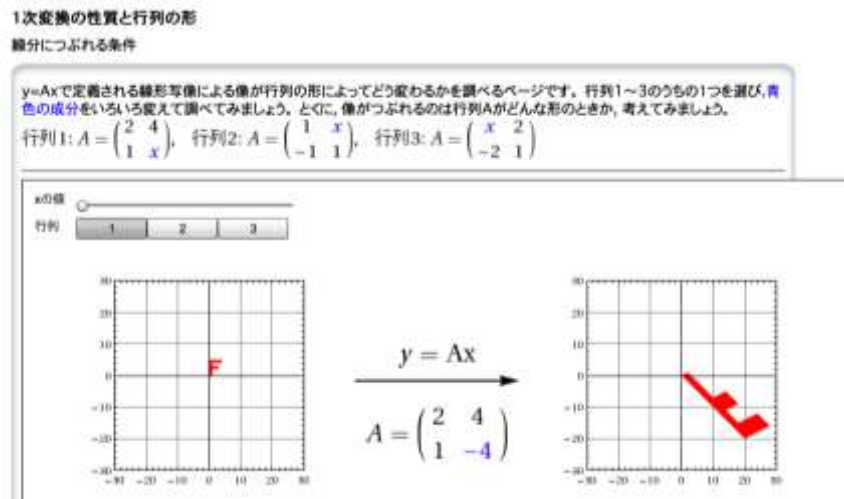 1次変換の性質と行列の形
線分につぶれる条件
y=Axで定義される線形写像による像が行列の形によってどう変わるかを調べるページです。行列1～3のうちの1つを選び,青
色の成分をいろいろ変えて調べてみましょう。とくに,像がつぶれるのは行列Aがどんな形のときか,考えてみましょう。
行列1: A = (2 4 1 x), 行列2: A = (1 x -1 1), 行列3: A = (x 2 -2 1)
xの値
行列 1 2 3
30
20
10
0
-10
-20
-30
-30 -20 -10 0 10 20 30
F
y = Ax
A = (2 4 1 -4)
30
20
10
0
-10
-20
-30
-30 -20 -10 0 10 20 30